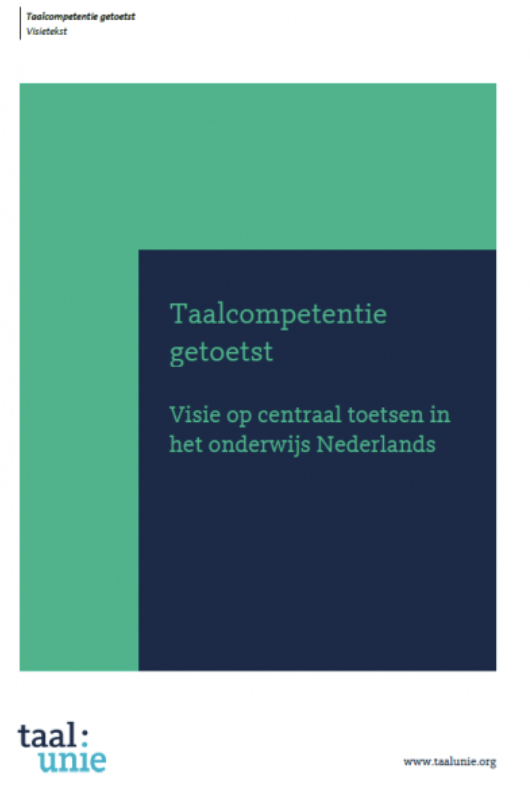 Taalcompetentie getoetst
Visietekst
Taalcompetentie
getoetst
Visie op centraal toetsen in
het onderwijs Nederlands
taal:
unie
www.taalunie.org